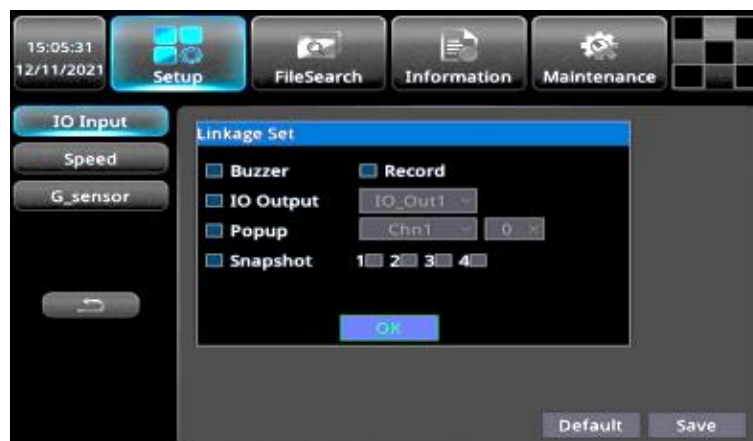 15:05:31
12/11/2021
Setup
FileSearch
Information
Maintenance
IO Input
Speed
G_sensor
Linkage Set
Buzzer Record
IO Output IO_Out1
Popup Chn1 0
Snapshot 1 2 3 4
OK
Default Save